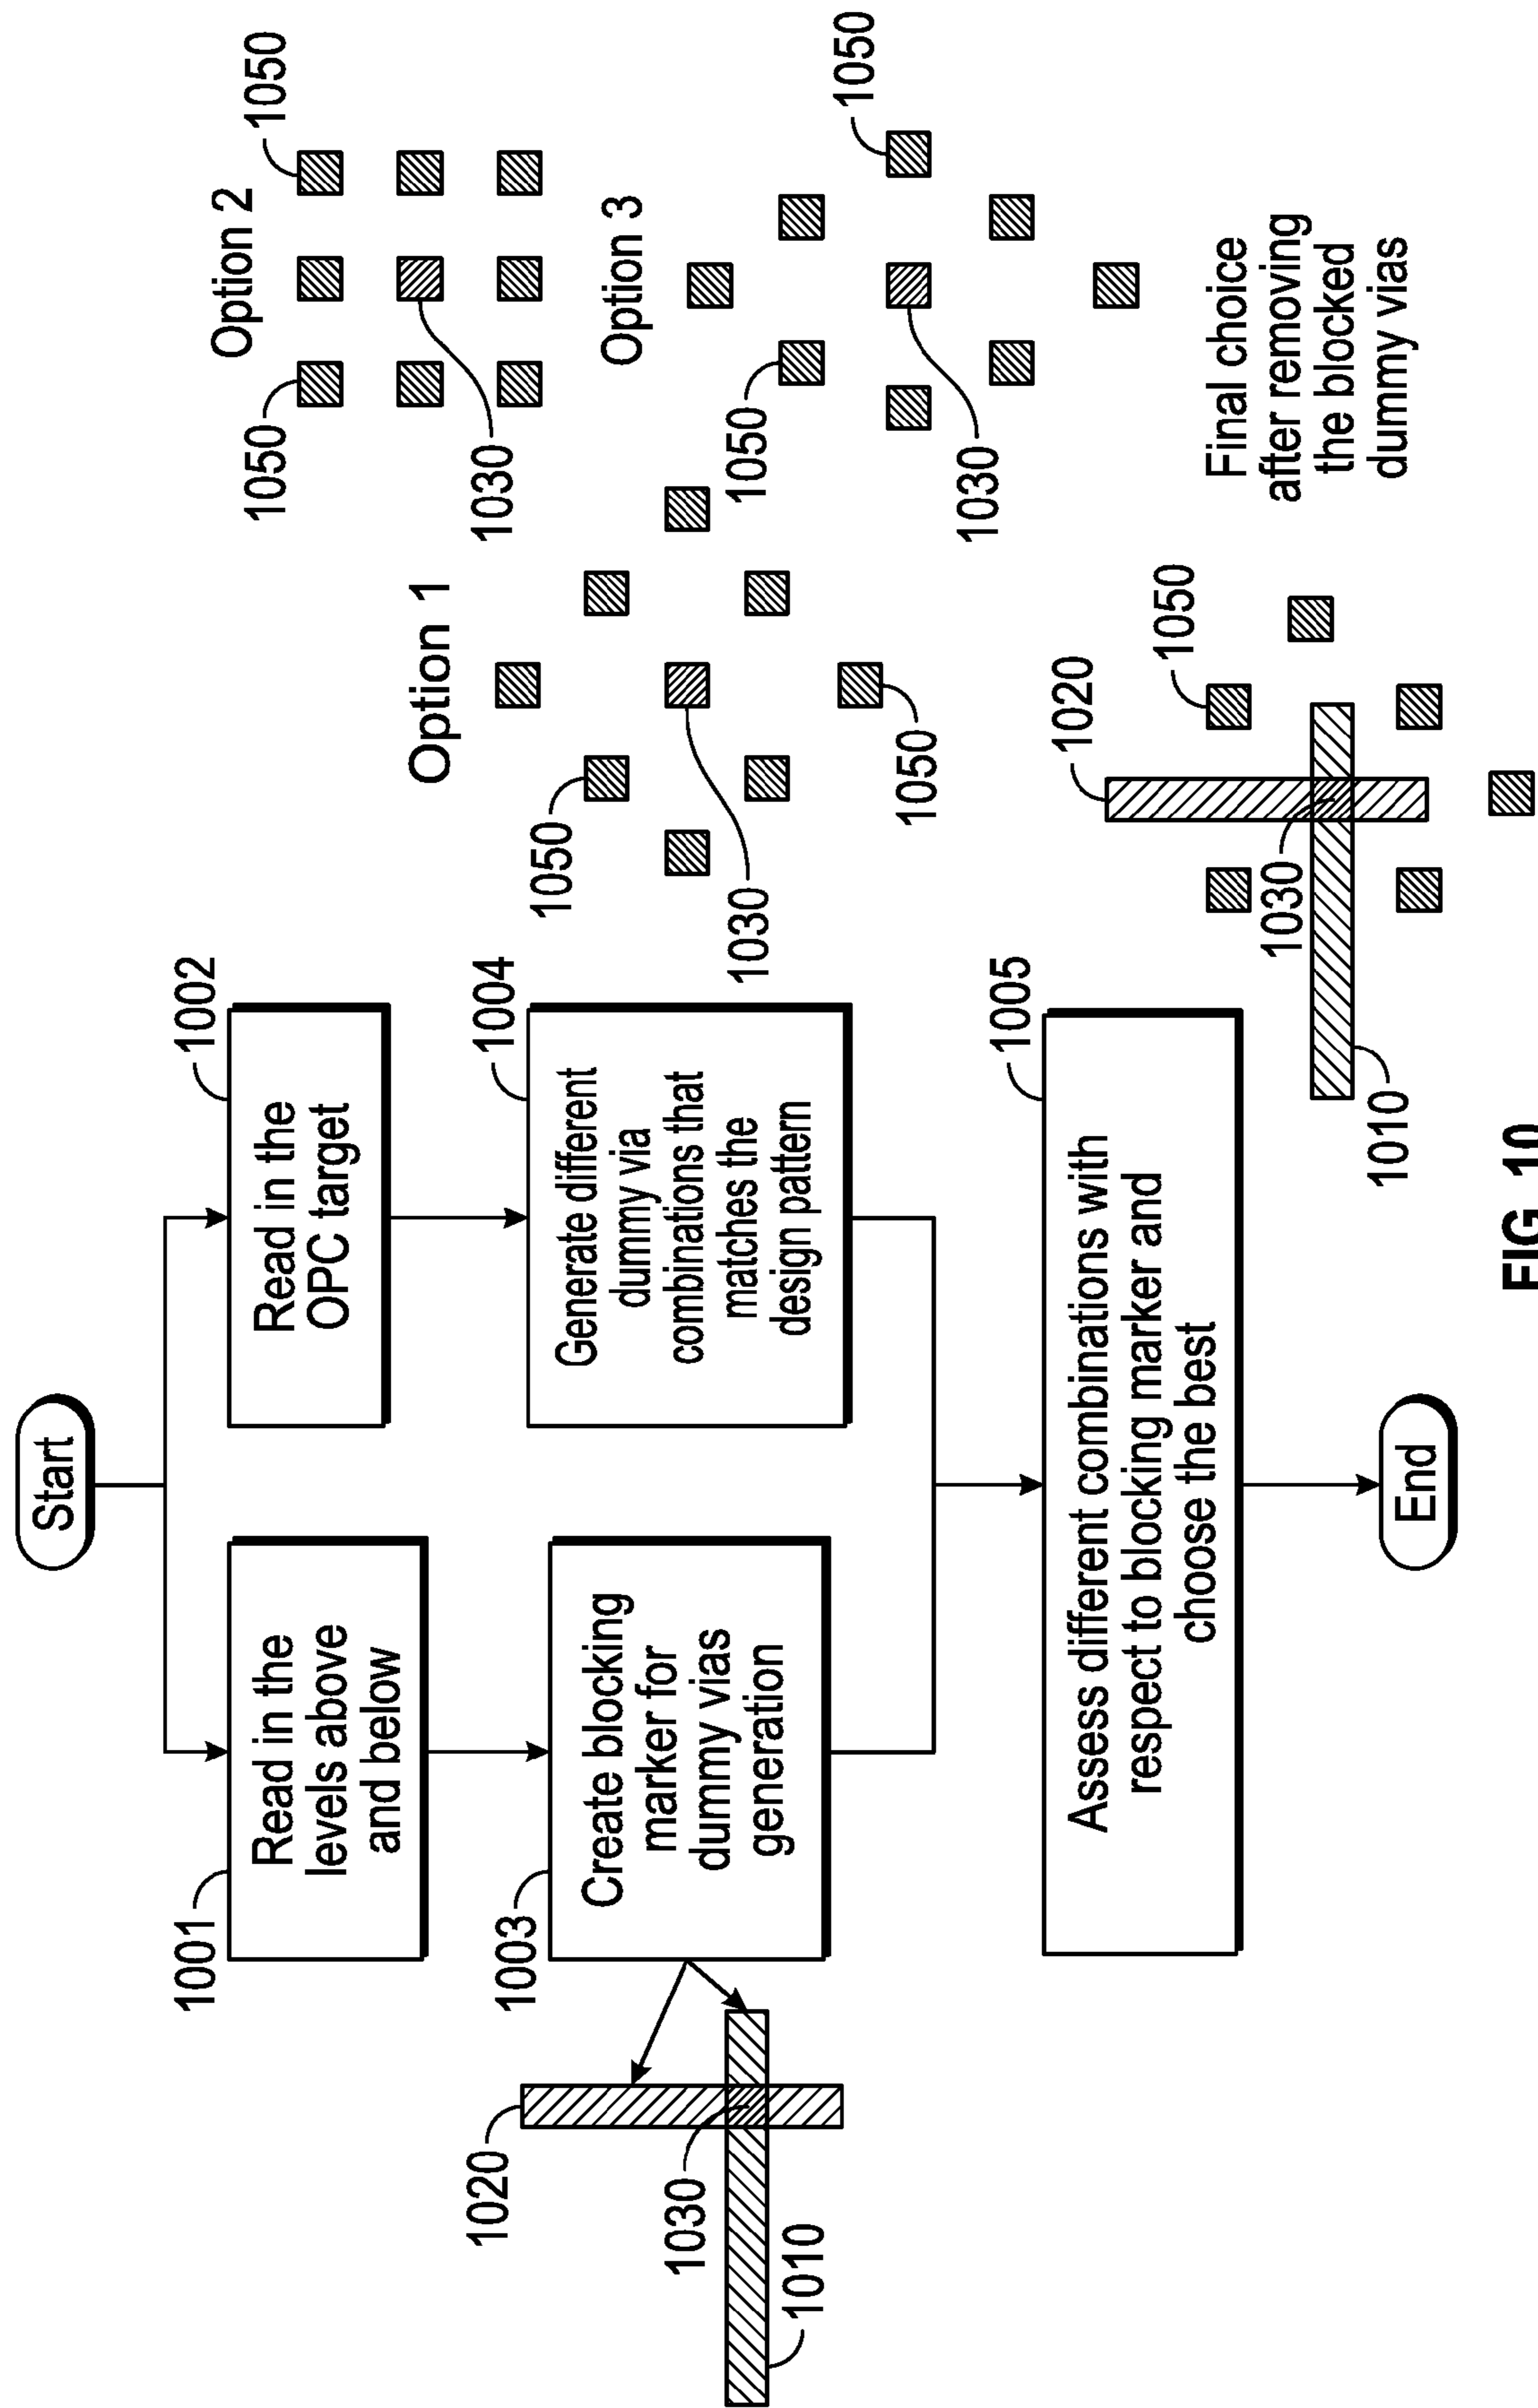 Start
1001
Read in the
levels above
and below
1002
Read in the
OPC target
1003
Create blocking
marker for
dummy vias
generation
1004
Generate different
dummy via
combinations that
matches the
design pattern
1005
Assess different combinations with
respect to blocking marker and
choose the best
End
1020
1030
1010
Option 1
1050
1030
1050
Option 2
1050
1050
1030
Option 3
1050
1050
1030
1020
1050
1030
1010
Final choice
after removing
the blocked
dummy vias